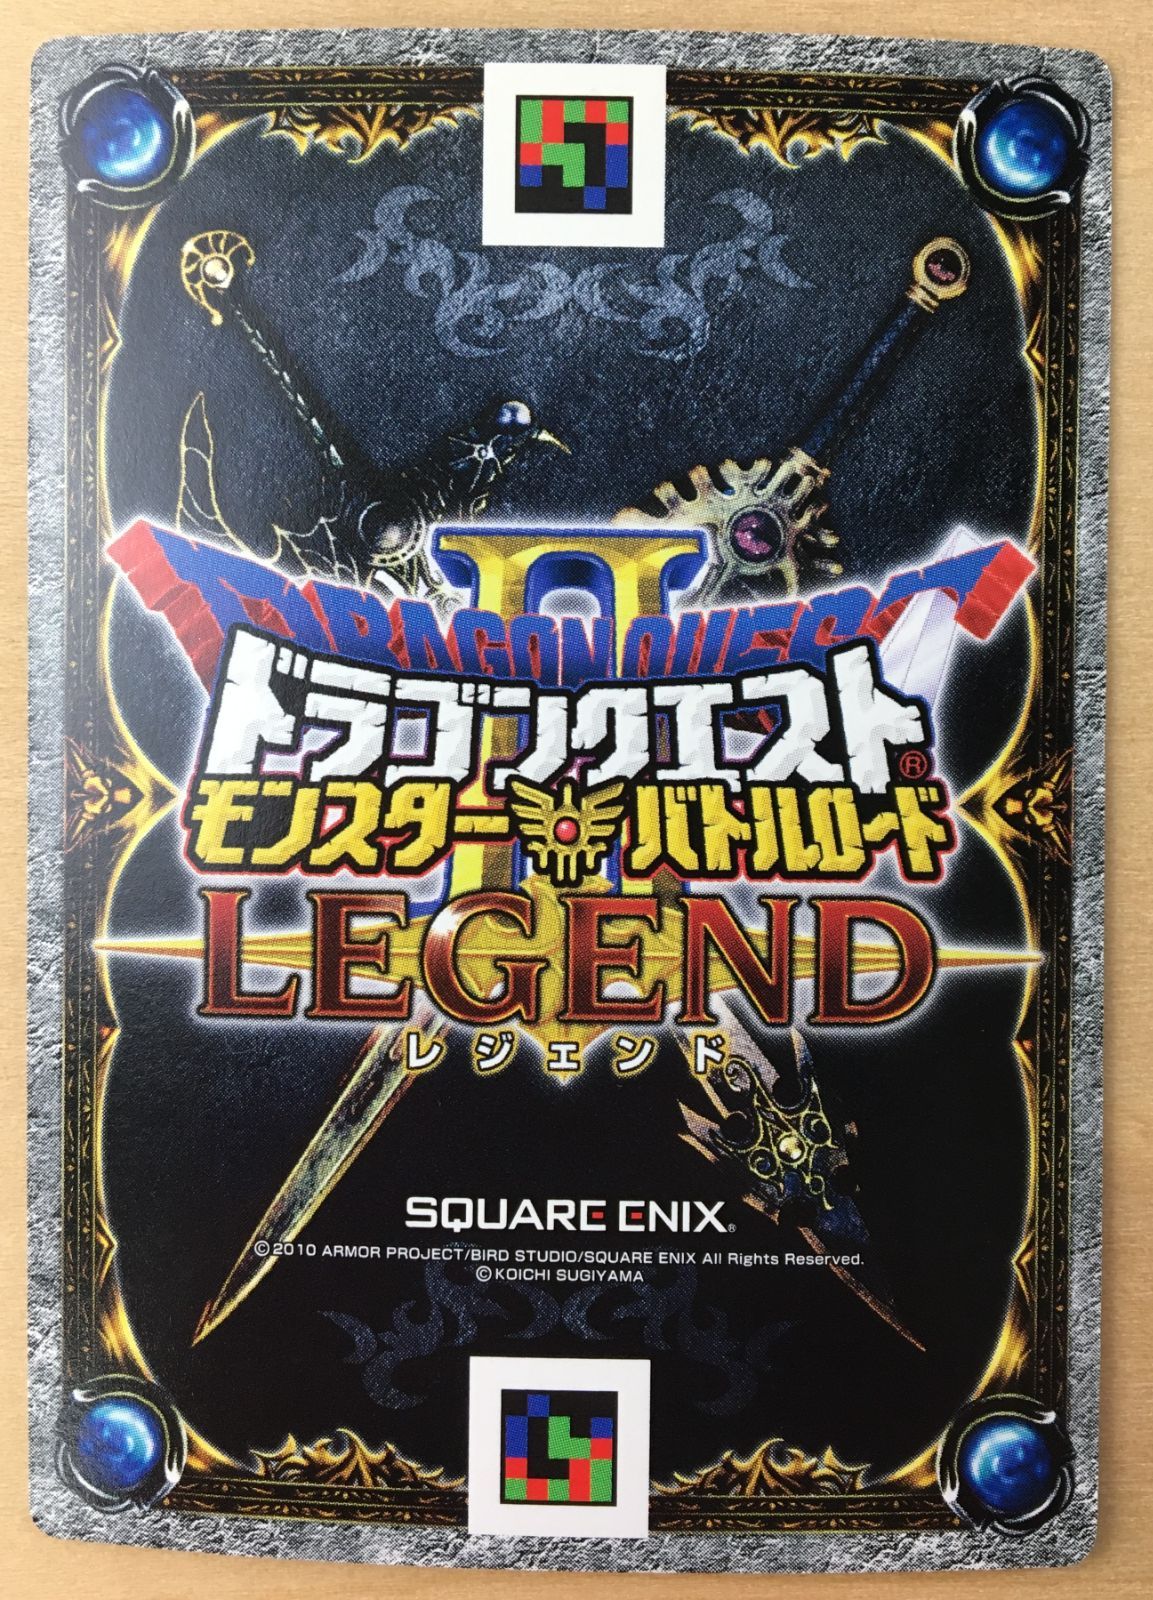 II
DRAGON QUEST
ドラゴンクエスト®
モンスターバトルロード
LEGEND
レジェンド
SQUARE ENIX®
©2010 ARMOR PROJECT/BIRD STUDIO/SQUARE ENIX All Rights Reserved.
©KOICHI SUGIYAMA